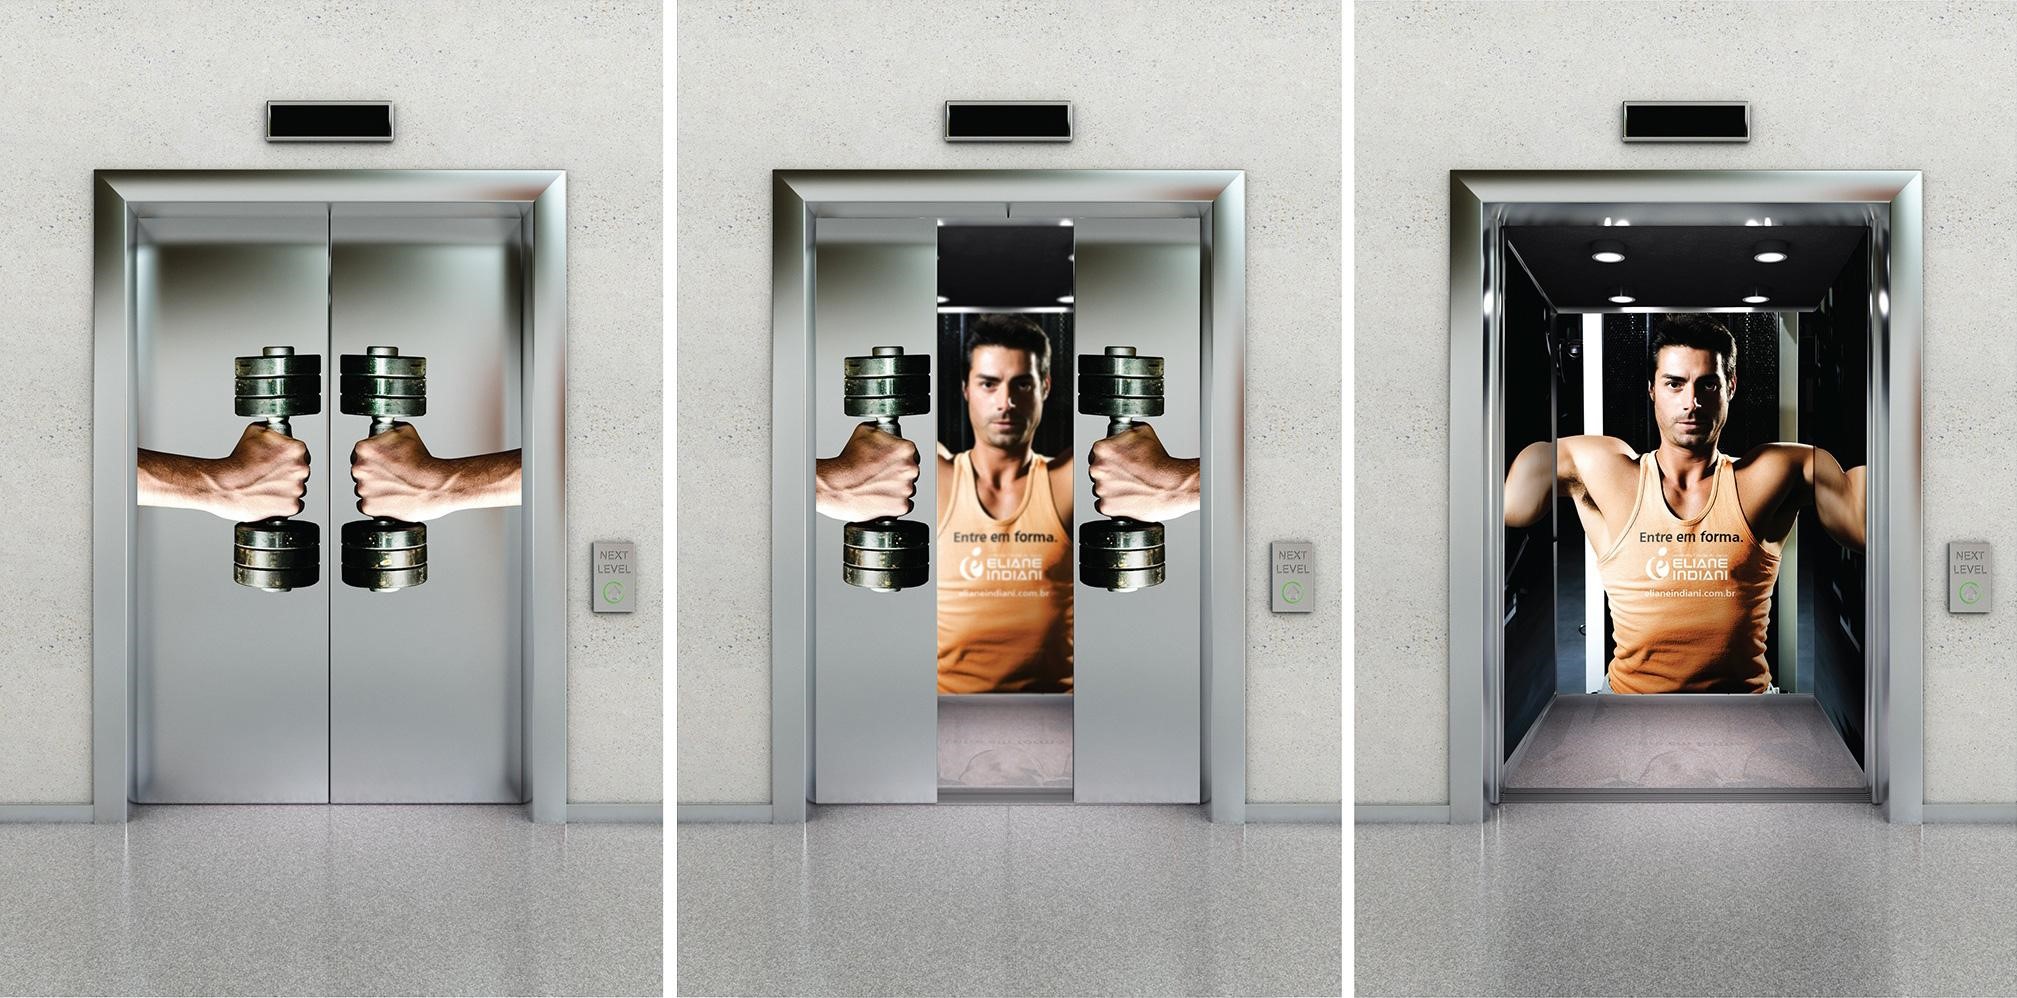 NEXT
LEVEL
Entre em forma.
ELIANE
INDIANI
elianeindiani.com.br
NEXT
LEVEL
Entre em forma.
ELIANE
INDIANI
elianeindiani.com.br
NEXT
LEVEL